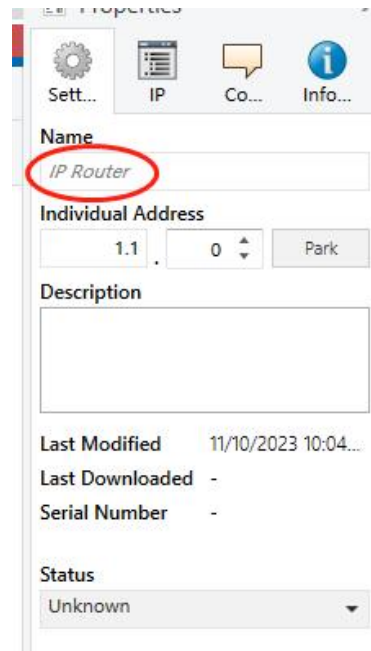 Properties
Sett... IP Co... Info...
Name
IP Router
Individual Address
1.1 . 0 Park
Description
Last Modified 11/10/2023 10:04...
Last Downloaded -
Serial Number -
Status
Unknown